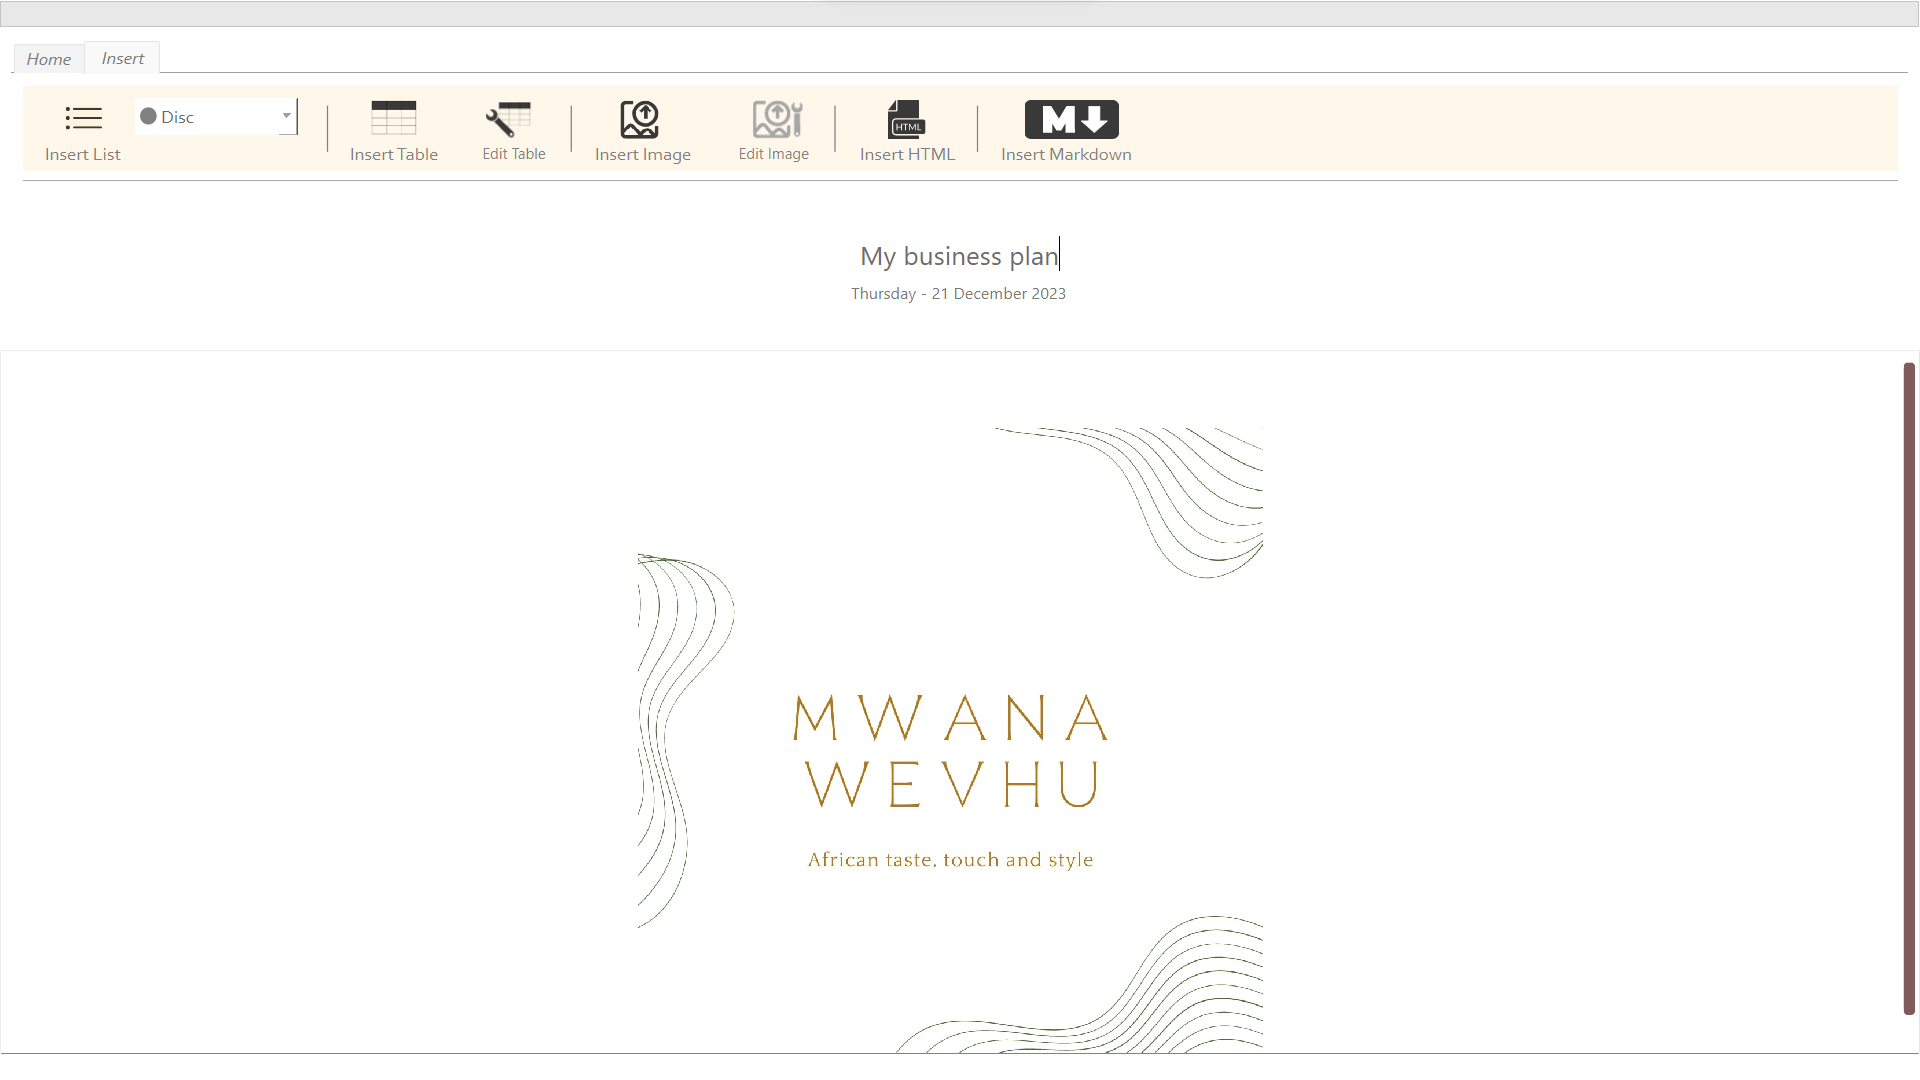 Home
Insert
Disc
Insert List
Insert Table
Edit Table
Insert Image
Edit Image
HTML
Insert HTML
M
Insert Markdown
My business plan
Thursday - 21 December 2023
MWANA
WEVHU
African taste, touch and style